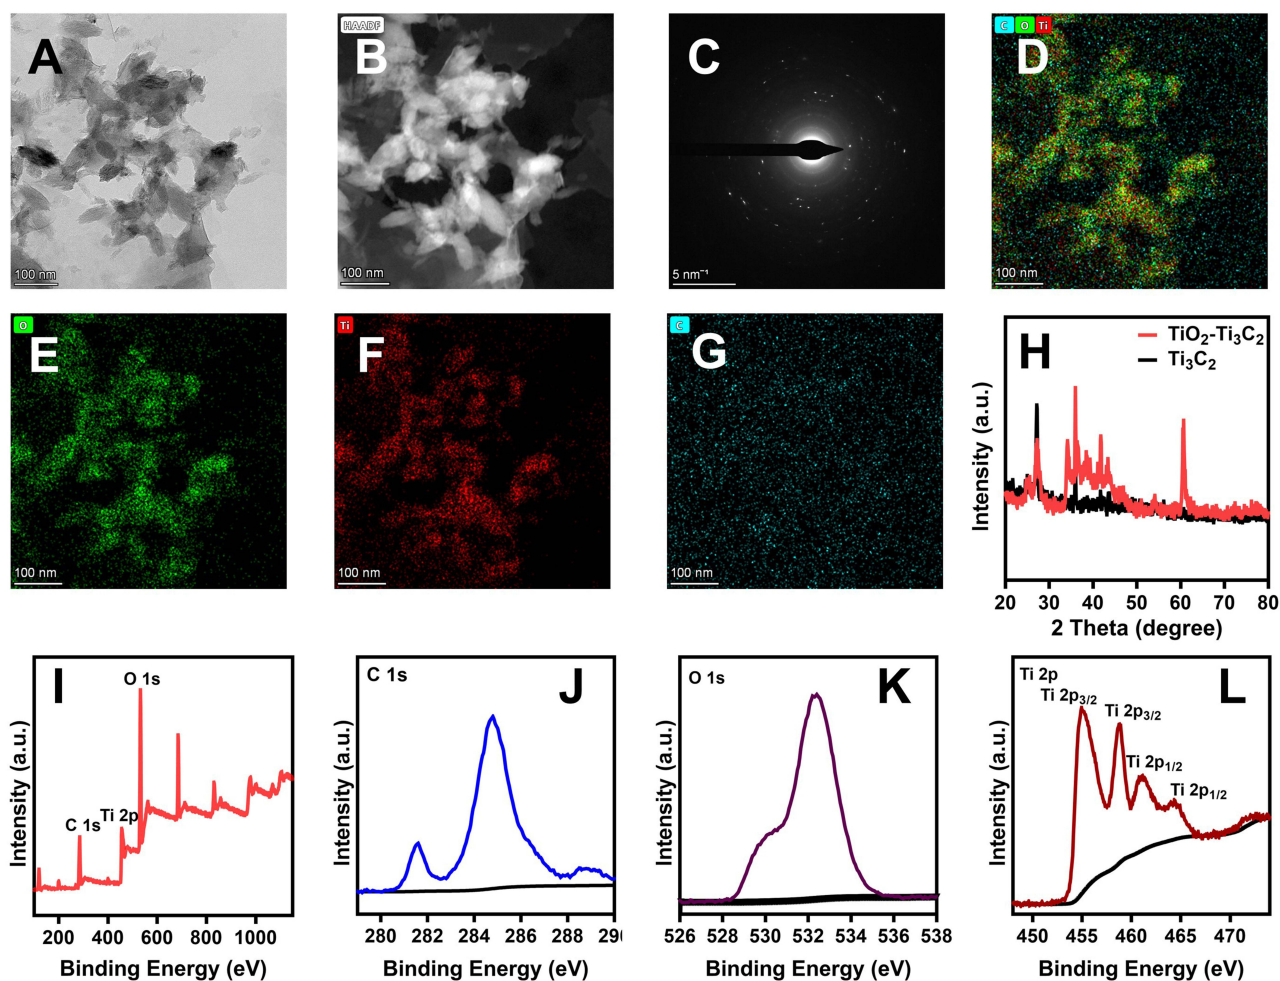 A
100 nm
HAADF
B
100 nm
C
5 nm⁻¹
C O Ti
D
100 nm
O
E
100 nm
Ti
F
100 nm
C
G
100 nm
H
TiO₂-Ti₃C₂
Ti₃C₂
Intensity (a.u.)
20 30 40 50 60 70 80
2 Theta (degree)
I
O 1s
C 1s
Ti 2p
Intensity (a.u.)
200 400 600 800 1000
Binding Energy (eV)
C 1s
J
Intensity (a.u.)
280 282 284 286 288 290
Binding Energy (eV)
O 1s
K
Intensity (a.u.)
526 528 530 532 534 536 538
Binding Energy (eV)
Ti 2p
L
Ti 2p₃/₂
Ti 2p₃/₂
Ti 2p₁/₂
Ti 2p₁/₂
Intensity (a.u.)
450 455 460 465 470
Binding Energy (eV)